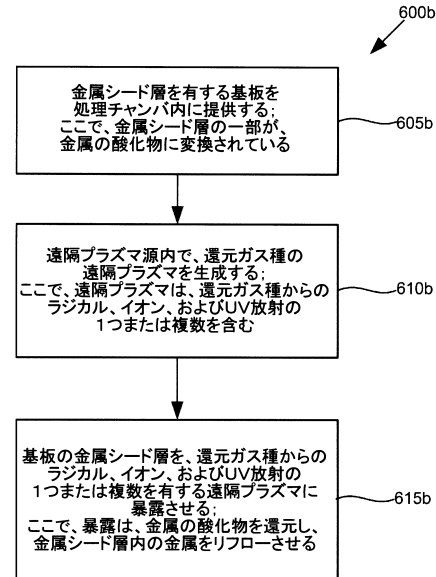 600b
金属シード層を有する基板を
処理チャンバ内に提供する;
ここで、金属シード層の一部が、
金属の酸化物に変換されている
605b
遠隔プラズマ源内で、還元ガス種の
遠隔プラズマを生成する;
ここで、遠隔プラズマは、還元ガス種からの
ラジカル、イオン、およびUV放射の
1つまたは複数を含む
610b
基板の金属シード層を、還元ガス種からの
ラジカル、イオン、およびUV放射の
1つまたは複数を有する遠隔プラズマに
暴露させる;
ここで、暴露は、金属の酸化物を還元し、
金属シード層内の金属をリフローさせる
615b